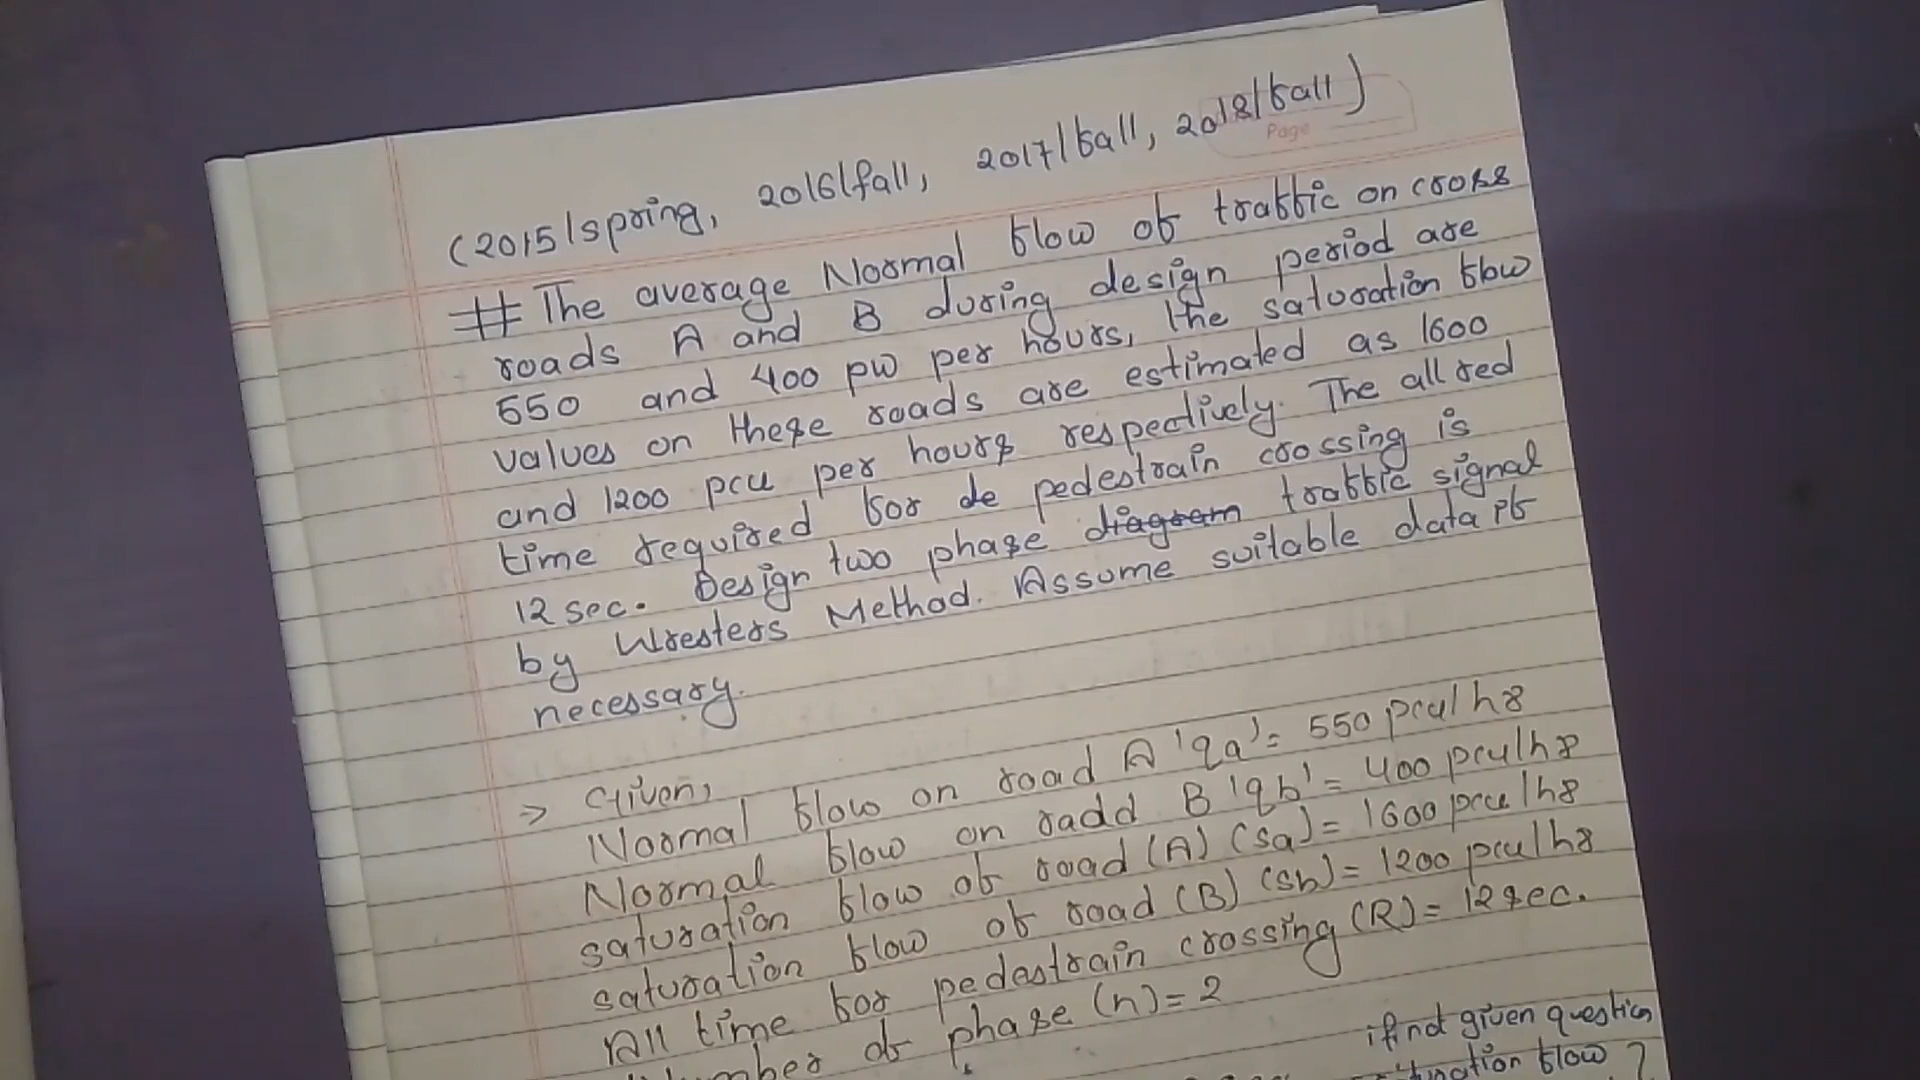 (2015/spring, 2016/fall, 2017/fall, 2018/fall)
Page
# The average Normal flow of traffic on cross
roads A and B during design period are
550 and 400 pw per hours, the saturation flow
values on these roads are estimated as 1600
and 1200 pcu per hours respectively. The all red
time required for de pedestrain crossing is
12 sec. Design two phase diagram traffic signal
by Wresters Method. Assume suitable data if
necessary.
⇒ Given,
Normal flow on road A 'qa' = 550 pcu/hr
Normal flow on radd B 'qb' = 400 pcu/hr
saturation flow of road (A) (Sa) = 1600 pcu/hr
saturation flow of road (B) (Sb) = 1200 pcu/hr
All time for pedestrain crossing (R) = 12 sec.
Number of phase (n) = 2
if not given question
flow ?